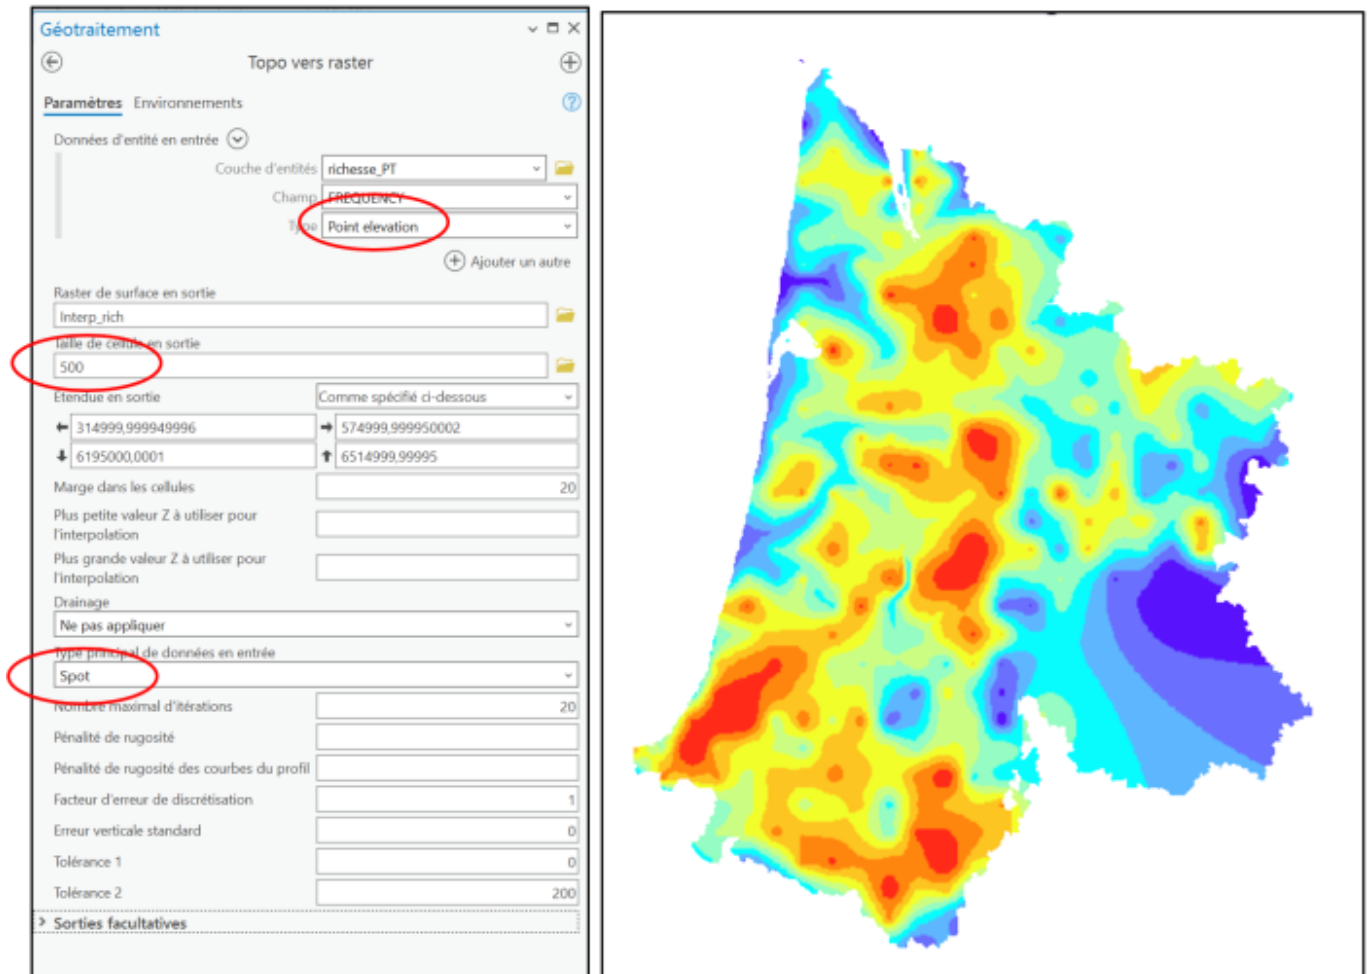 Géotraitement
Topo vers raster
Paramètres Environnements
Données d'entité en entrée
Couche d'entités richesse_PT
Champ FREQUENCY
Type Point elevation
Ajouter un autre
Raster de surface en sortie
Interp_rich
Taille de cellule en sortie
500
Etendue en sortie Comme spécifié ci-dessous
314999,999949996 574999,999950002
6195000,0001 6514999,99995
Marge dans les cellules 20
Plus petite valeur Z à utiliser pour
l'interpolation
Plus grande valeur Z à utiliser pour
l'interpolation
Drainage
Ne pas appliquer
Type principal de données en entrée
Spot
Nombre maximal d'itérations 20
Pénalité de rugosité
Pénalité de rugosité des courbes du profil
Facteur d'erreur de discrétisation 1
Erreur verticale standard 0
Tolérance 1 0
Tolérance 2 200
Sorties facultatives